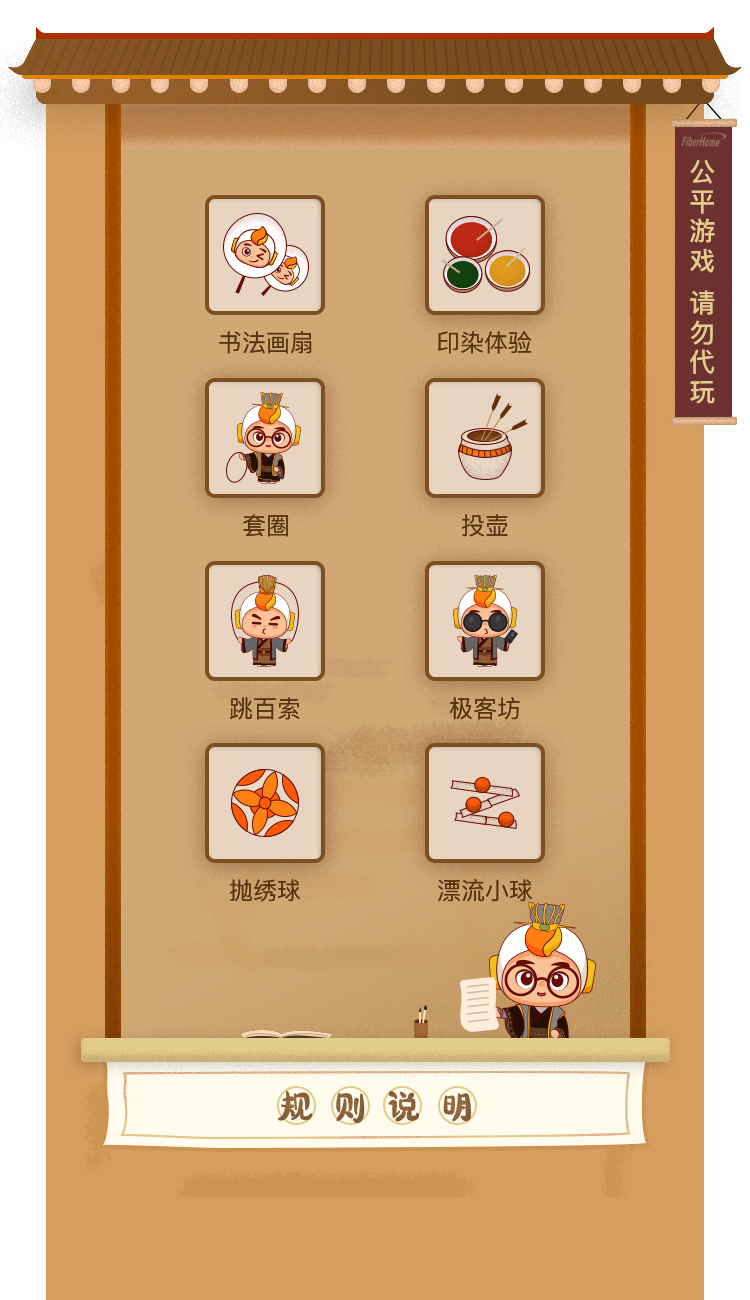 FiberHome
公平游戏 请勿代玩
书法画扇
印染体验
套圈
投壶
跳百索
极客坊
抛绣球
漂流小球
规则说明